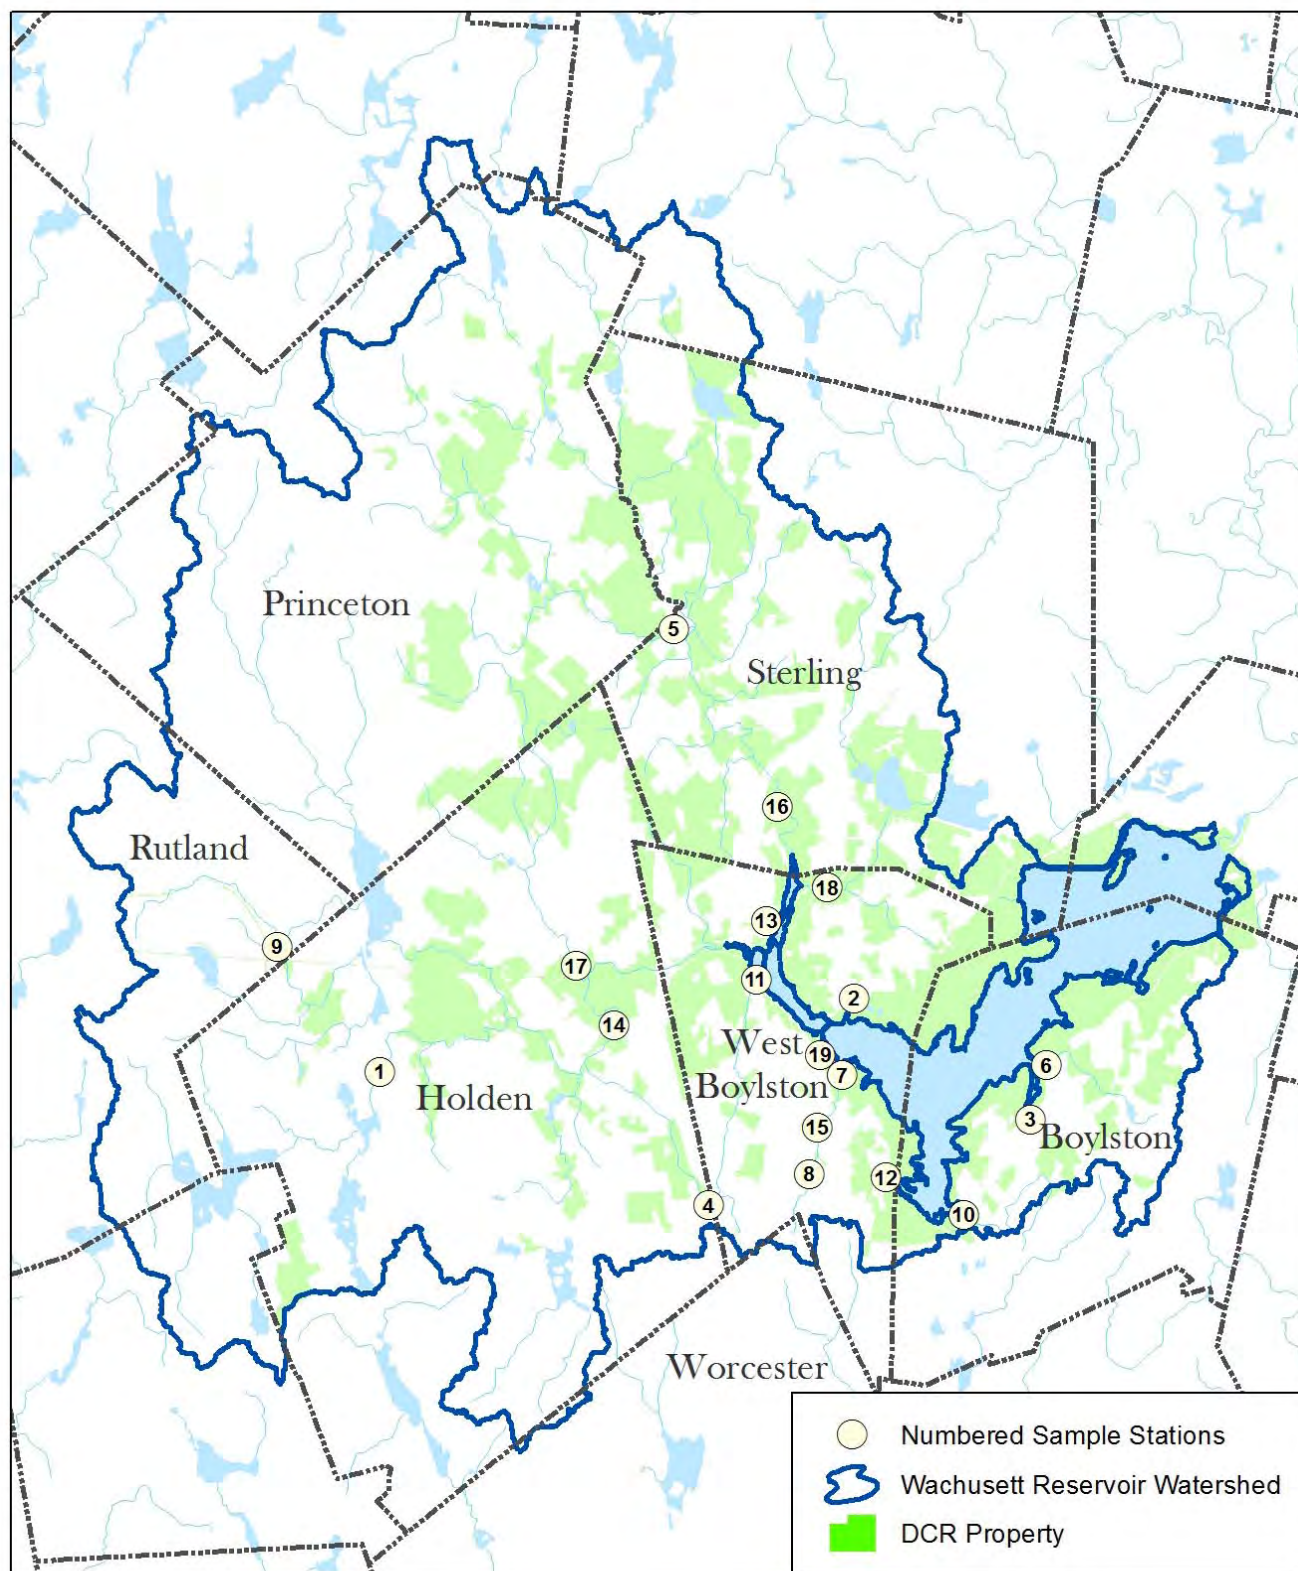 Princeton
5
Sterling
16
Rutland
18
13
9
17
11
2
14
West
19
Boylston
7
6
1
Holden
3
Boylston
15
8
12
4
10
Worcester
Numbered Sample Stations
Wachusett Reservoir Watershed
DCR Property